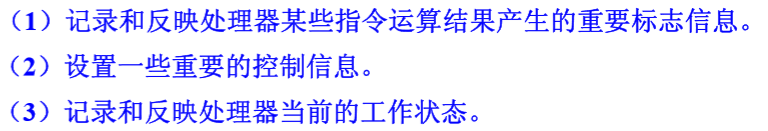 （1）记录和反映处理器某些指令运算结果产生的重要标志信息。
（2）设置一些重要的控制信息。
（3）记录和反映处理器当前的工作状态。